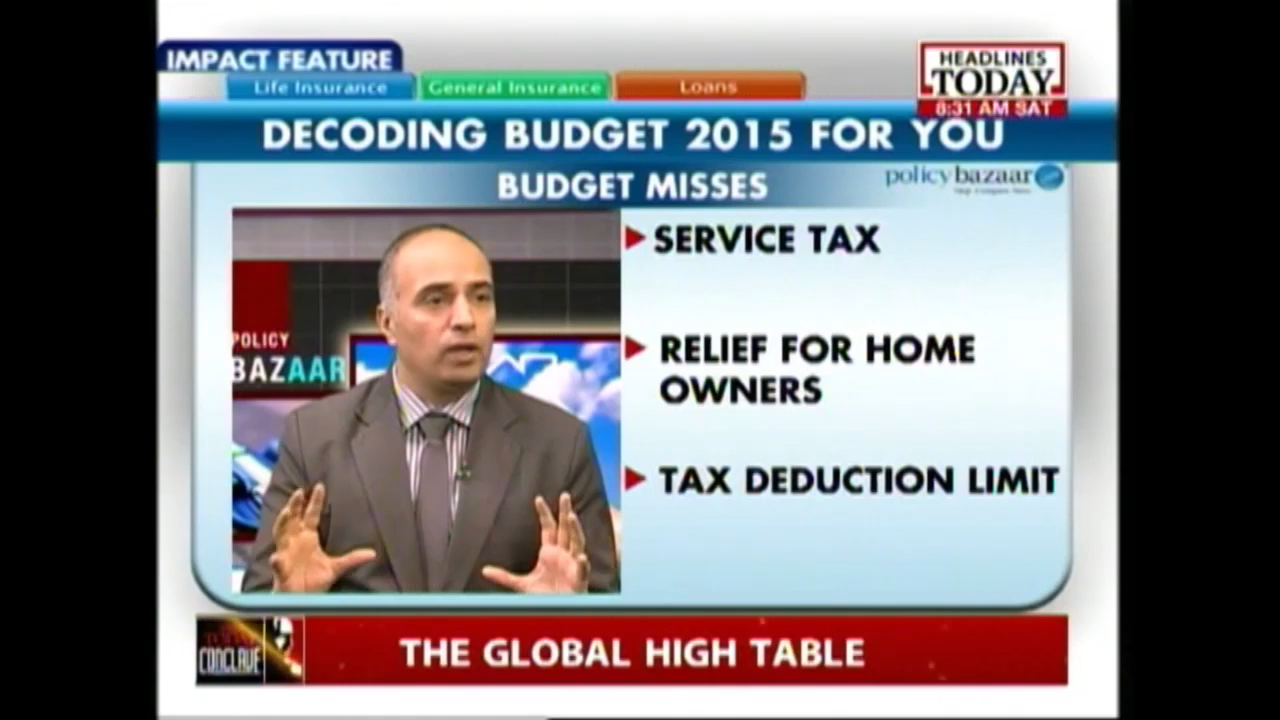 IMPACT FEATURE
HEADLINES
TODAY
8:31 AM SAT
Life Insurance
General Insurance
Loans
DECODING BUDGET 2015 FOR YOU
BUDGET MISSES
policybazaar
SERVICE TAX
RELIEF FOR HOME
OWNERS
TAX DEDUCTION LIMIT
POLICY
BAZAAR
CONCLAVE
THE GLOBAL HIGH TABLE